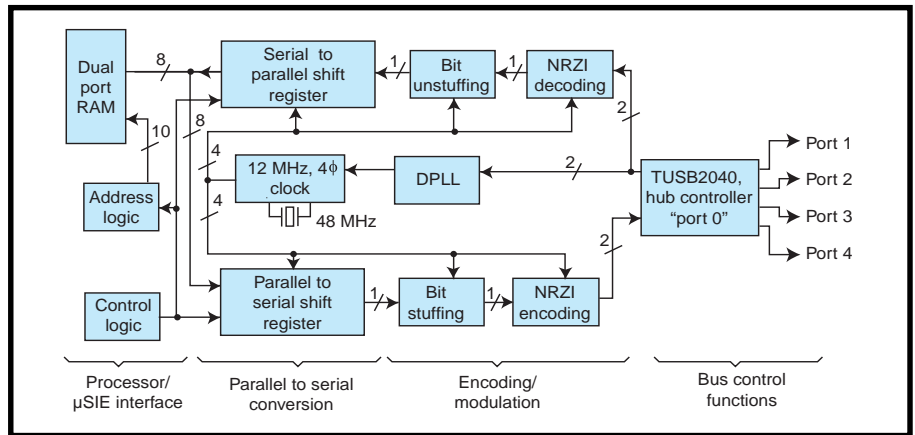 Dual
port
RAM
8
Serial to
parallel shift
register
1
Bit
unstuffing
1
NRZI
decoding
2
10
8
4
4
12 MHz, 4ϕ
clock
48 MHz
DPLL
2
TUSB2040,
hub controller
“port 0”
Port 1
Port 2
Port 3
Port 4
Address
logic
2
Control
logic
Parallel to
serial shift
register
1
Bit
stuffing
1
NRZI
encoding
Processor/
µSIE interface
Parallel to serial
conversion
Encoding/
modulation
Bus control
functions